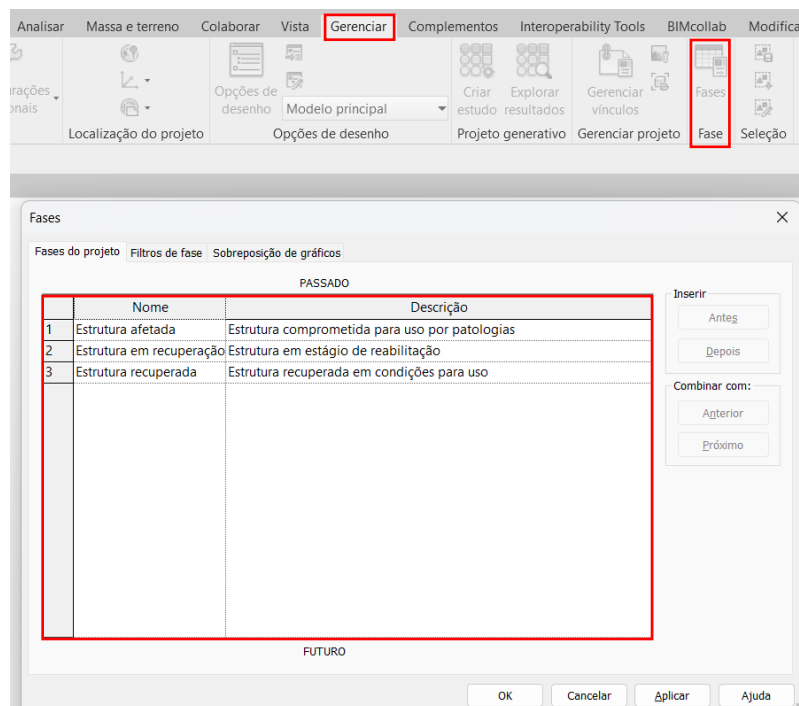 Analisar Massa e terreno Colaborar Vista Gerenciar Complementos Interoperability Tools BIMcollab Modifica
Opções de desenho
Modelo principal
Criar estudo
Explorar resultados
Gerenciar vínculos
Fases
Localização do projeto Opções de desenho Projeto generativo Gerenciar projeto Fase Seleção
Fases
Fases do projeto Filtros de fase Sobreposição de gráficos
PASSADO
Nome Descrição
1 Estrutura afetada Estrutura comprometida para uso por patologias
2 Estrutura em recuperação Estrutura em estágio de reabilitação
3 Estrutura recuperada Estrutura recuperada em condições para uso
FUTURO
Inserir
Antes
Depois
Combinar com:
Anterior
Próximo
OK Cancelar Aplicar Ajuda